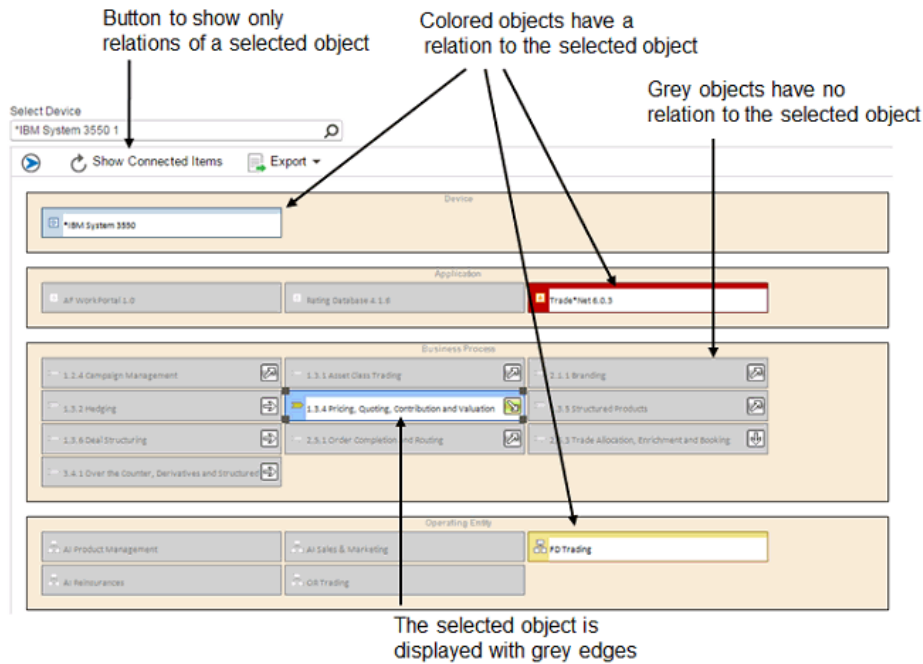 Button to show only
relations of a selected object
Colored objects have a
relation to the selected object
Grey objects have no
relation to the selected object
Select Device
*IBM System 3550 1
Show Connected Items
Export
Device
*IBM System 3550
Application
AF WorkPortal 1.0
Rating Database 4.1.6
Trade*Net 6.0.3
Business Process
1.2.4 Campaign Management
1.3.1 Asset Class Trading
2.1.1 Branding
1.3.2 Hedging
1.3.4 Pricing, Quoting, Contribution and Valuation
Structured Products
1.3.6 Deal Structuring
2.3.1 Order Completion and Routing
Trade Allocation, Enrichment and Booking
3.4.1 Over the Counter, Derivatives and Structured
Operating Entity
AI Product Management
AI Sales & Marketing
FD Trading
AI Reinsurances
OR Trading
The selected object is
displayed with grey edges